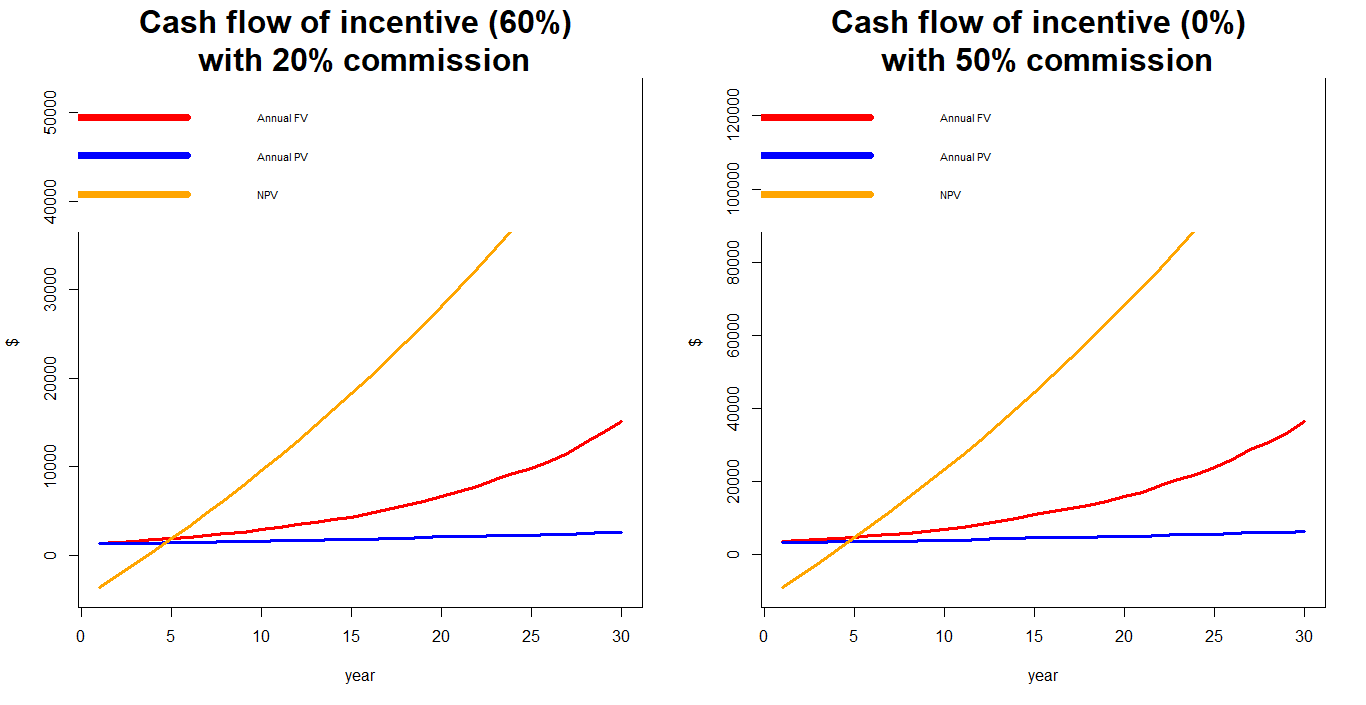 Cash flow of incentive (60%)
with 20% commission
50000
40000
30000
20000
10000
0
$
Annual FV
Annual PV
NPV
0 5 10 15 20 25 30
year
Cash flow of incentive (0%)
with 50% commission
120000
100000
80000
60000
40000
20000
0
$
Annual FV
Annual PV
NPV
0 5 10 15 20 25 30
year